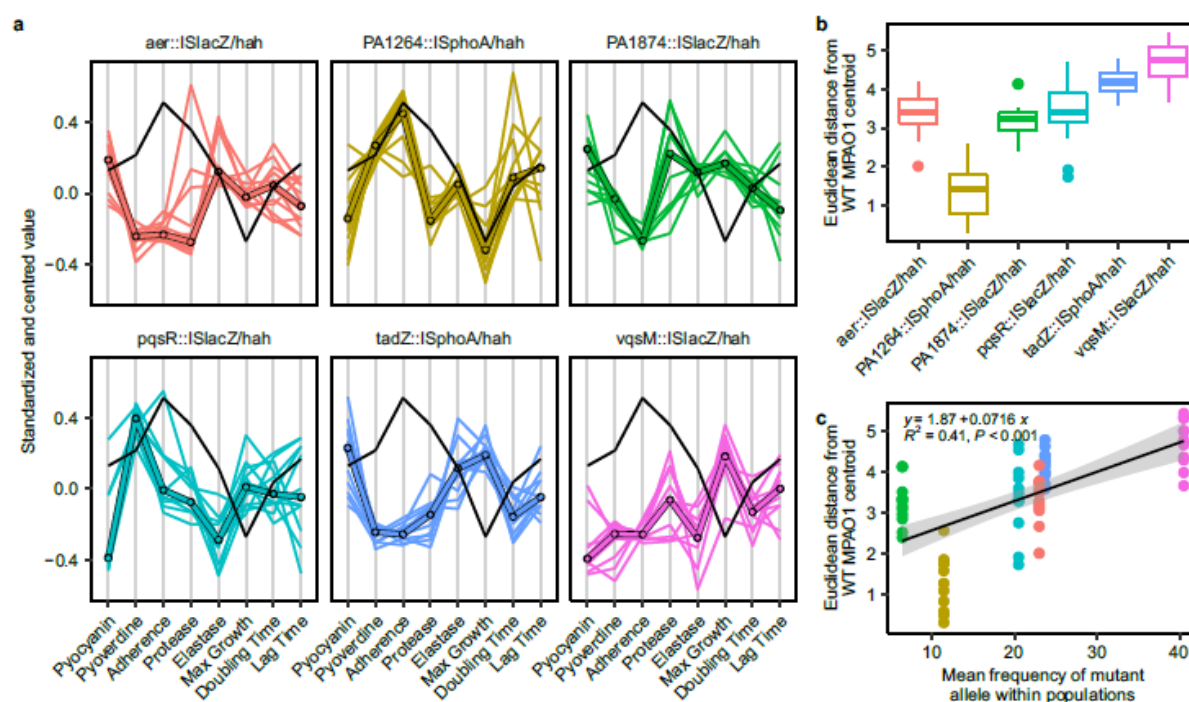 a
aer::ISlacZ/hah
PA1264::ISphoA/hah
PA1874::ISlacZ/hah
0.4
0.0
−0.4
pqsR::ISlacZ/hah
tadZ::ISphoA/hah
vqsM::ISlacZ/hah
0.4
0.0
−0.4
Standardized and centred value
Pyocyanin
Pyoverdine
Adherence
Protease
Elastase
Max Growth
Doubling Time
Lag Time
Pyocyanin
Pyoverdine
Adherence
Protease
Elastase
Max Growth
Doubling Time
Lag Time
Pyocyanin
Pyoverdine
Adherence
Protease
Elastase
Max Growth
Doubling Time
Lag Time
b
Euclidean distance from
WT MPAO1 centroid
5
4
3
2
1
aer::ISlacZ/hah
PA1264::ISphoA/hah
PA1874::ISlacZ/hah
pqsR::ISlacZ/hah
tadZ::ISphoA/hah
vqsM::ISlacZ/hah
c
Euclidean distance from
WT MPAO1 centroid
y= 1.87 +0.0716 x
R² = 0.41, P <0.001
5
4
3
2
1
10
20
30
40
Mean frequency of mutant
allele within populations